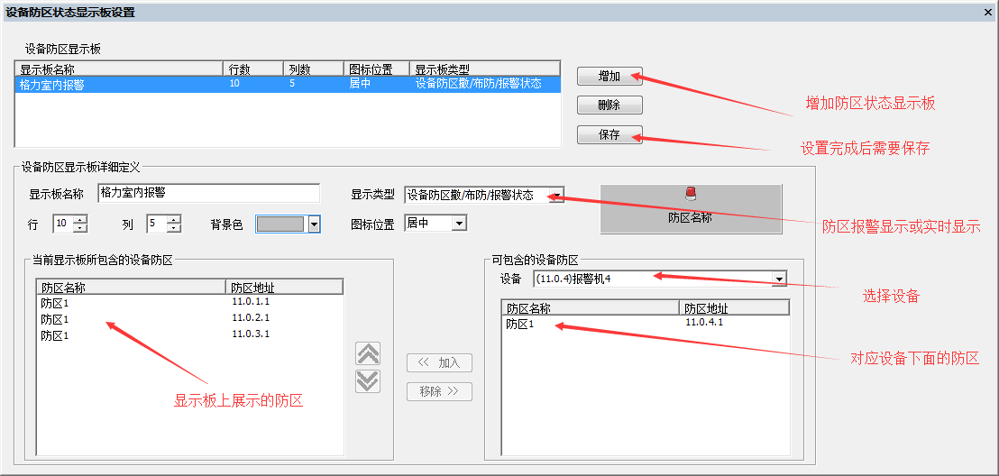 设备防区状态显示板设置
设备防区显示板
显示板名称 行数 列数 图标位置 显示板类型
格力室内报警 10 5 居中 设备防区撤/布防/报警状态
增加
删除
保存
增加防区状态显示板
设置完成后需要保存
设备防区显示板详细定义
显示板名称 格力室内报警 显示类型 设备防区撤/布防/报警状态
行 10 列 5 背景色 图标位置 居中
防区名称
防区报警显示或实时显示
当前显示板所包含的设备防区
防区名称 防区地址
防区1 11.0.1.1
防区1 11.0.2.1
防区1 11.0.3.1
显示板上展示的防区
<< 加入
移除 >>
可包含的设备防区
设备 (11.0.4)报警机4
防区名称 防区地址
防区1 11.0.4.1
选择设备
对应设备下面的防区